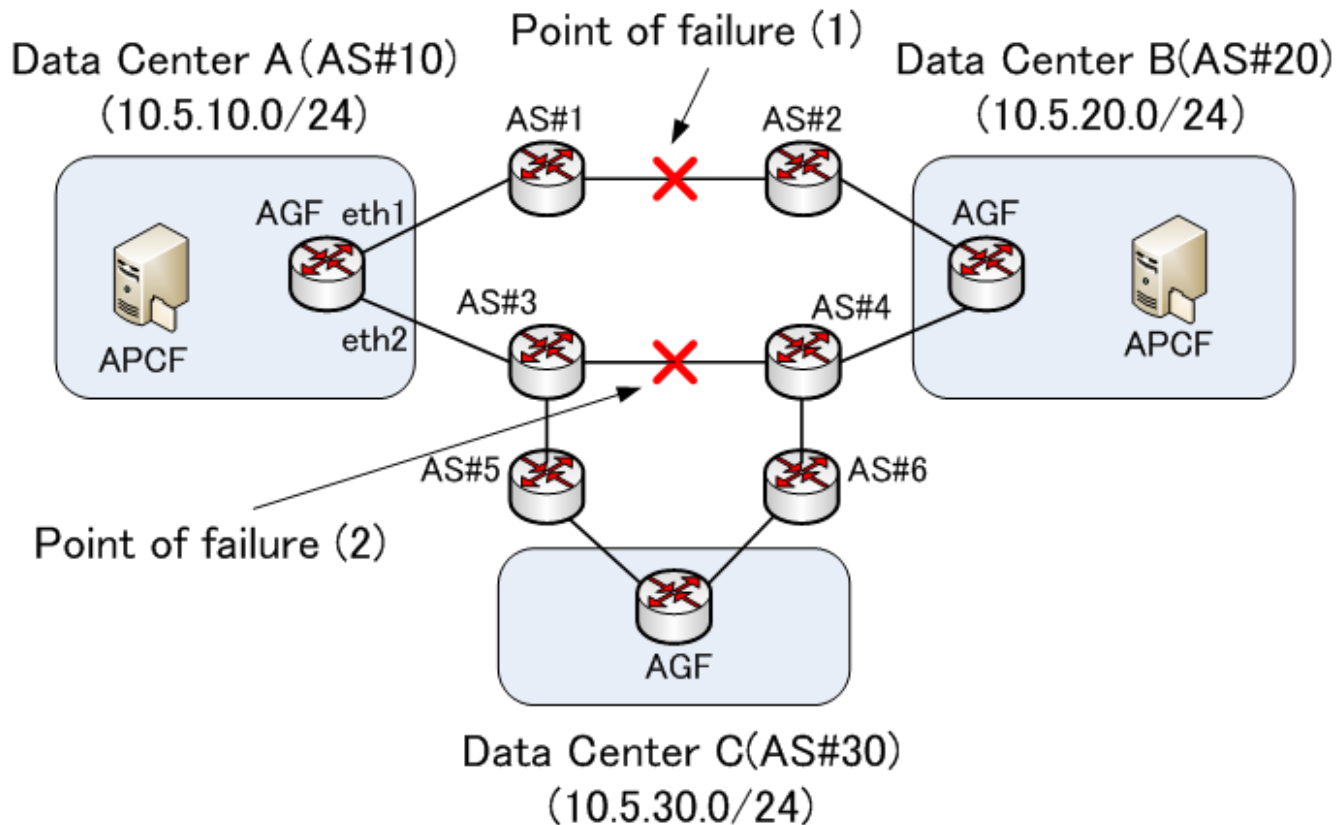 Point of failure (1)
Data Center A(AS#10)
(10.5.10.0/24)
Data Center B(AS#20)
(10.5.20.0/24)
AS#1
AS#2
AGF eth1
AGF
AS#3
AS#4
eth2
APCF
APCF
AS#5
AS#6
Point of failure (2)
AGF
Data Center C(AS#30)
(10.5.30.0/24)